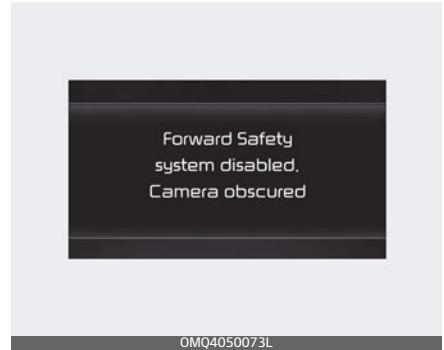 Forward Safety
system disabled.
Camera obscured
OMQ4050073L